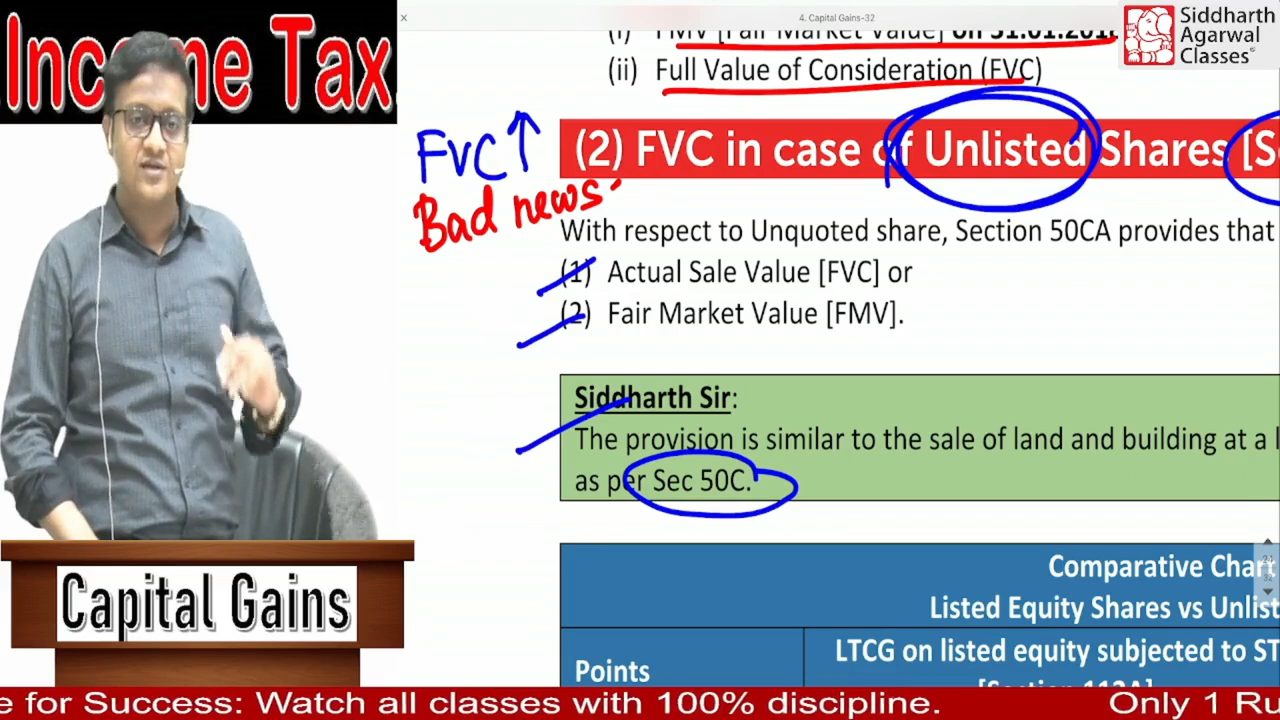 Income Tax
4. Capital Gains-32
Siddharth
Agarwal
Classes
(i) FMV [Fair Market Value] on 31.01.201
(ii) Full Value of Consideration (FVC)
FVC↑
Bad news-
(2) FVC in case of Unlisted Shares [S
With respect to Unquoted share, Section 50CA provides that
(1) Actual Sale Value [FVC] or
(2) Fair Market Value [FMV].
Siddharth Sir:
The provision is similar to the sale of land and building at a l
as per Sec 50C.
Comparative Chart
Listed Equity Shares vs Unlist
Points
LTCG on listed equity subjected to ST
[Section 112A]
Capital Gains
e for Success: Watch all classes with 100% discipline. Only 1 Ru